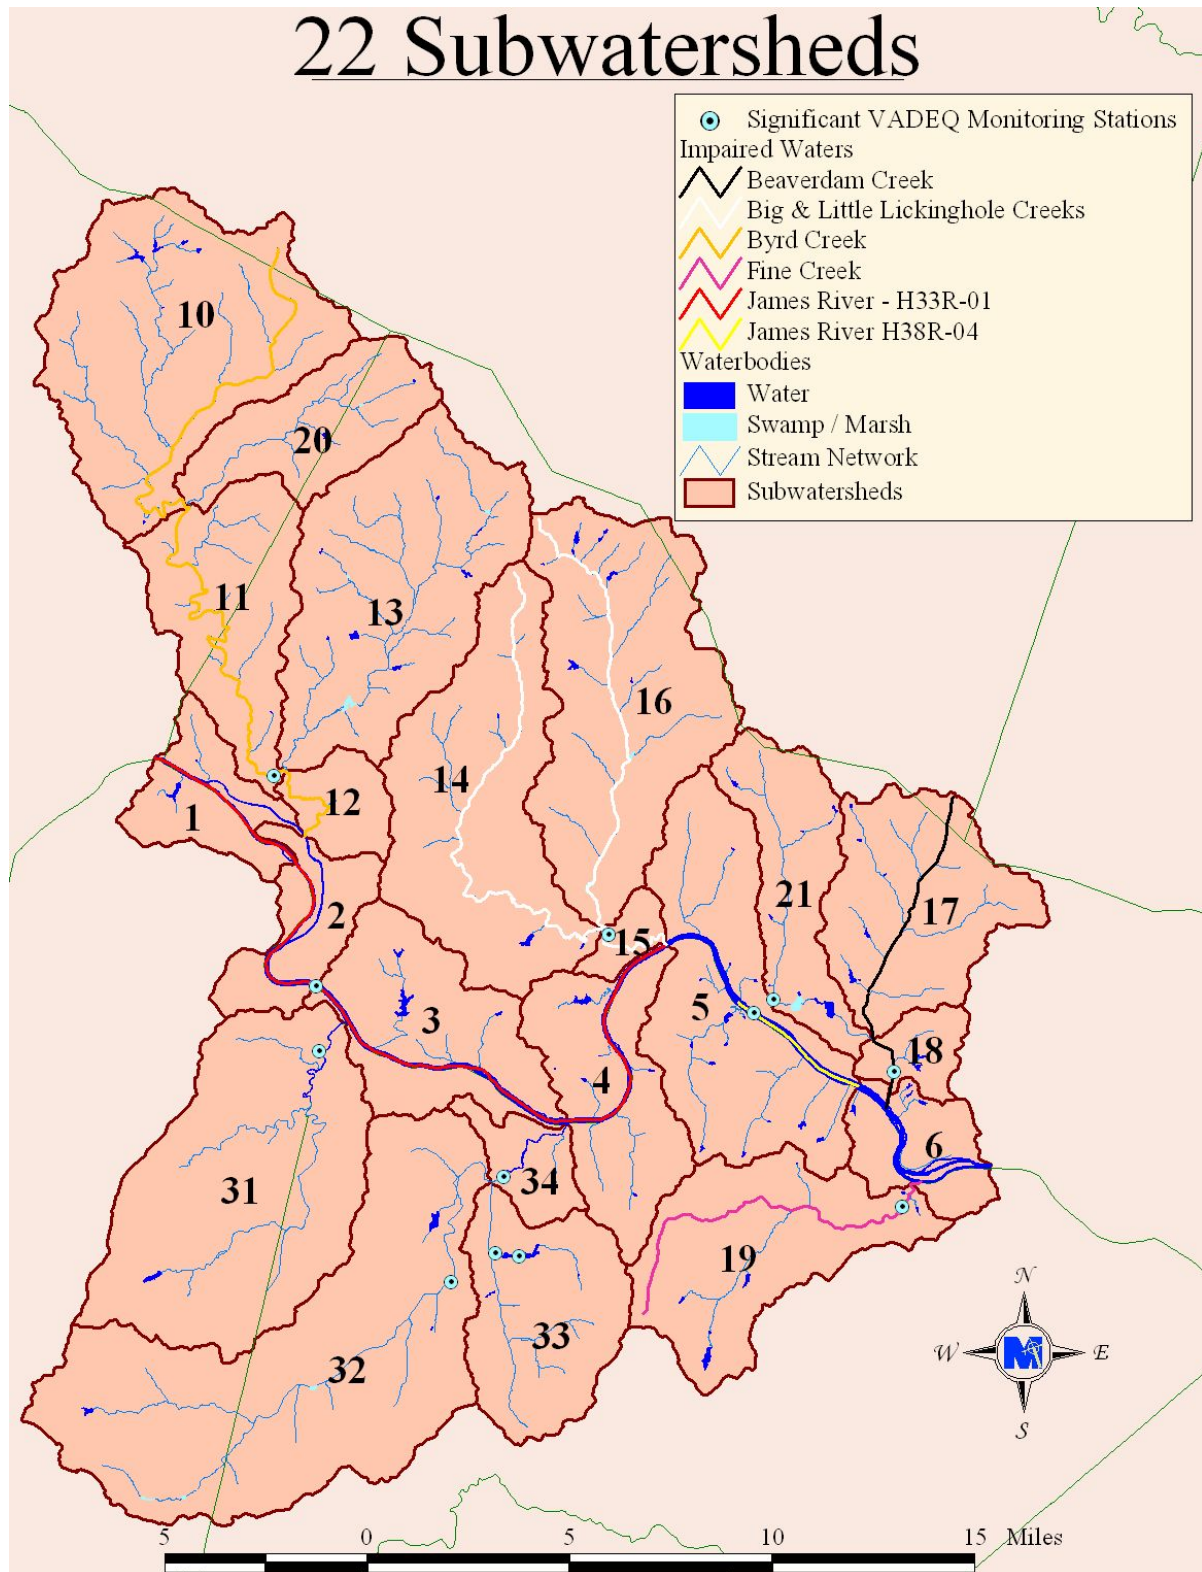 22 Subwatersheds
Significant VADEQ Monitoring Stations
Impaired Waters
Beaverdam Creek
Big & Little Lickinghole Creeks
Byrd Creek
Fine Creek
James River - H33R-01
James River H38R-04
Waterbodies
Water
Swamp / Marsh
Stream Network
Subwatersheds
10
20
11
13
16
14
12
1
2
15
21
17
3
5
18
4
6
34
31
19
33
32
N
W M E
S
5 0 5 10 15 Miles